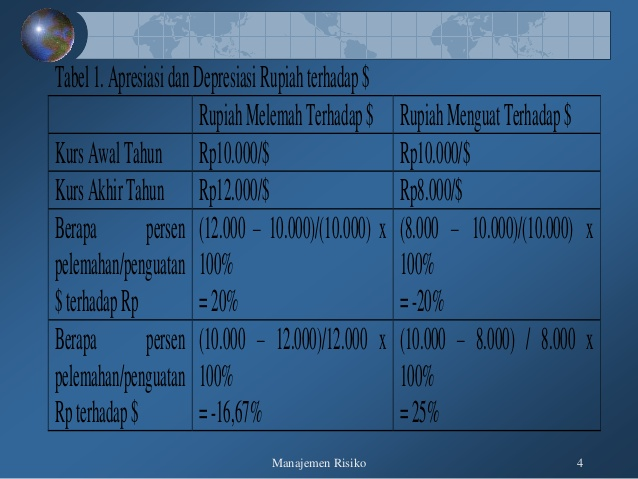 Tabel 1. Apresiasi dan Depresiasi Rupiah terhadap $
Rupiah Melemah Terhadap $ Rupiah Menguat Terhadap $
Kurs Awal Tahun Rp10.000/$ Rp10.000/$
Kurs Akhir Tahun Rp12.000/$ Rp8.000/$
Berapa persen (12.000 – 10.000)/(10.000) x (8.000 – 10.000)/(10.000) x
pelemahan/penguatan 100% 100%
$ terhadap Rp = 20% = -20%
Berapa persen (10.000 – 12.000)/12.000 x (10.000 – 8.000) / 8.000 x
pelemahan/penguatan 100% 100%
Rp terhadap $ = -16,67% = 25%
Manajemen Risiko 4